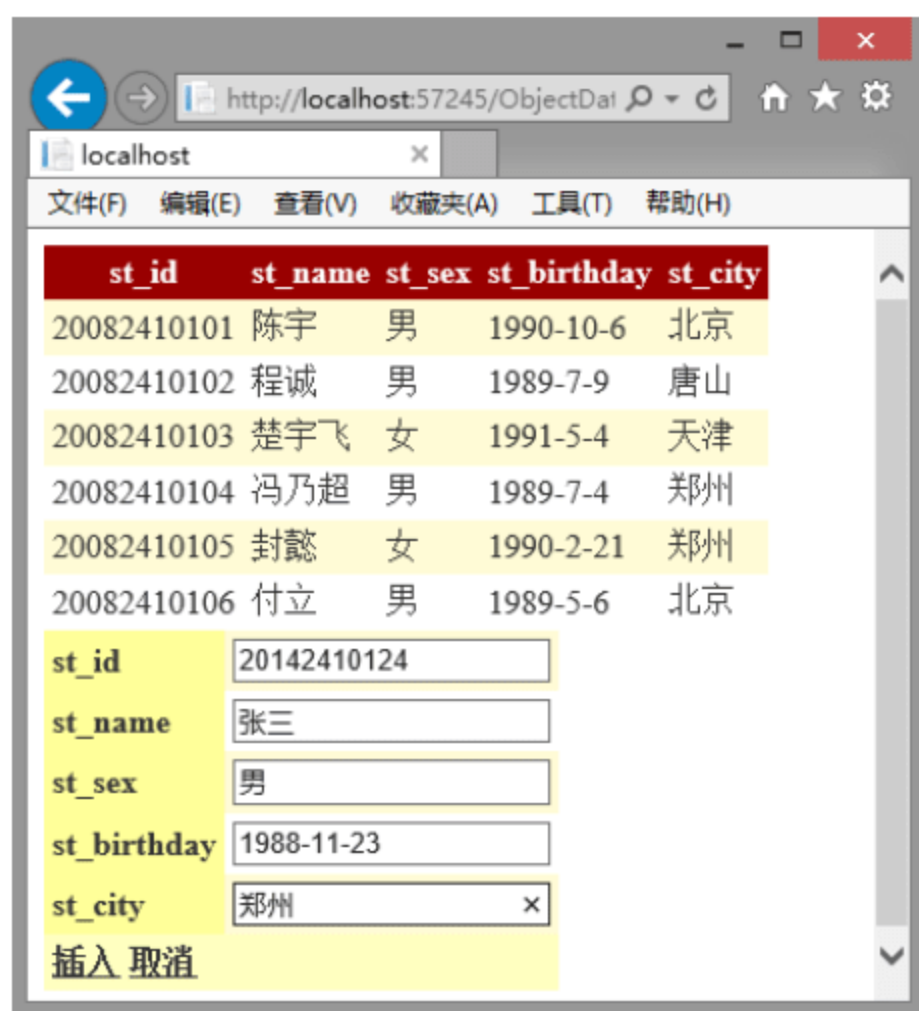 http://localhost:57245/ObjectDat
localhost
文件(F) 编辑(E) 查看(V) 收藏夹(A) 工具(T) 帮助(H)
st_id st_name st_sex st_birthday st_city
20082410101 陈宇 男 1990-10-6 北京
20082410102 程诚 男 1989-7-9 唐山
20082410103 楚宇飞 女 1991-5-4 天津
20082410104 冯乃超 男 1989-7-4 郑州
20082410105 封懿 女 1990-2-21 郑州
20082410106 付立 男 1989-5-6 北京
st_id 20142410124
st_name 张三
st_sex 男
st_birthday 1988-11-23
st_city 郑州
插入 取消